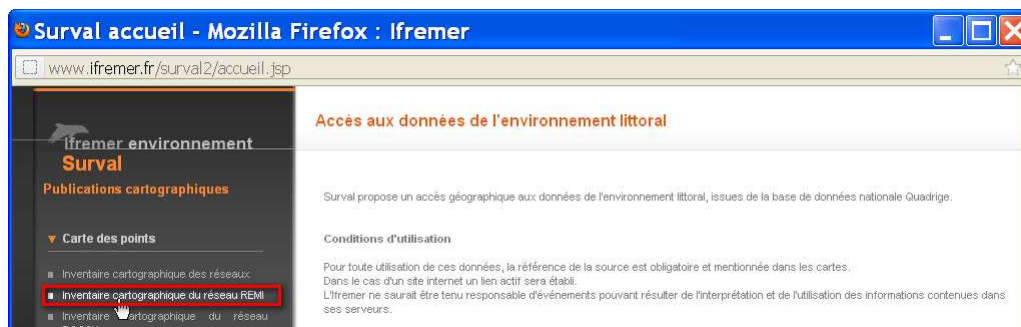 Surval accueil - Mozilla Firefox : Ifremer
www.ifremer.fr/surval2/accueil.jsp
Ifremer environnement
Surval
Publications cartographiques
Carte des points
Inventaire cartographique des réseaux
Inventaire cartographique du réseau REMI
Inventaire cartographique du réseau
Accès aux données de l'environnement littoral
Surval propose un accès géographique aux données de l'environnement littoral, issues de la base de données nationale Quadrige.
Conditions d'utilisation
Pour toute utilisation de ces données, la référence de la source est obligatoire et mentionnée dans les cartes.
Dans le cas d'un site internet un lien actif sera établi.
L'Ifremer ne saurait être tenu responsable d'événements pouvant résulter de l'interprétation et de l'utilisation des informations contenues dans
ses serveurs.